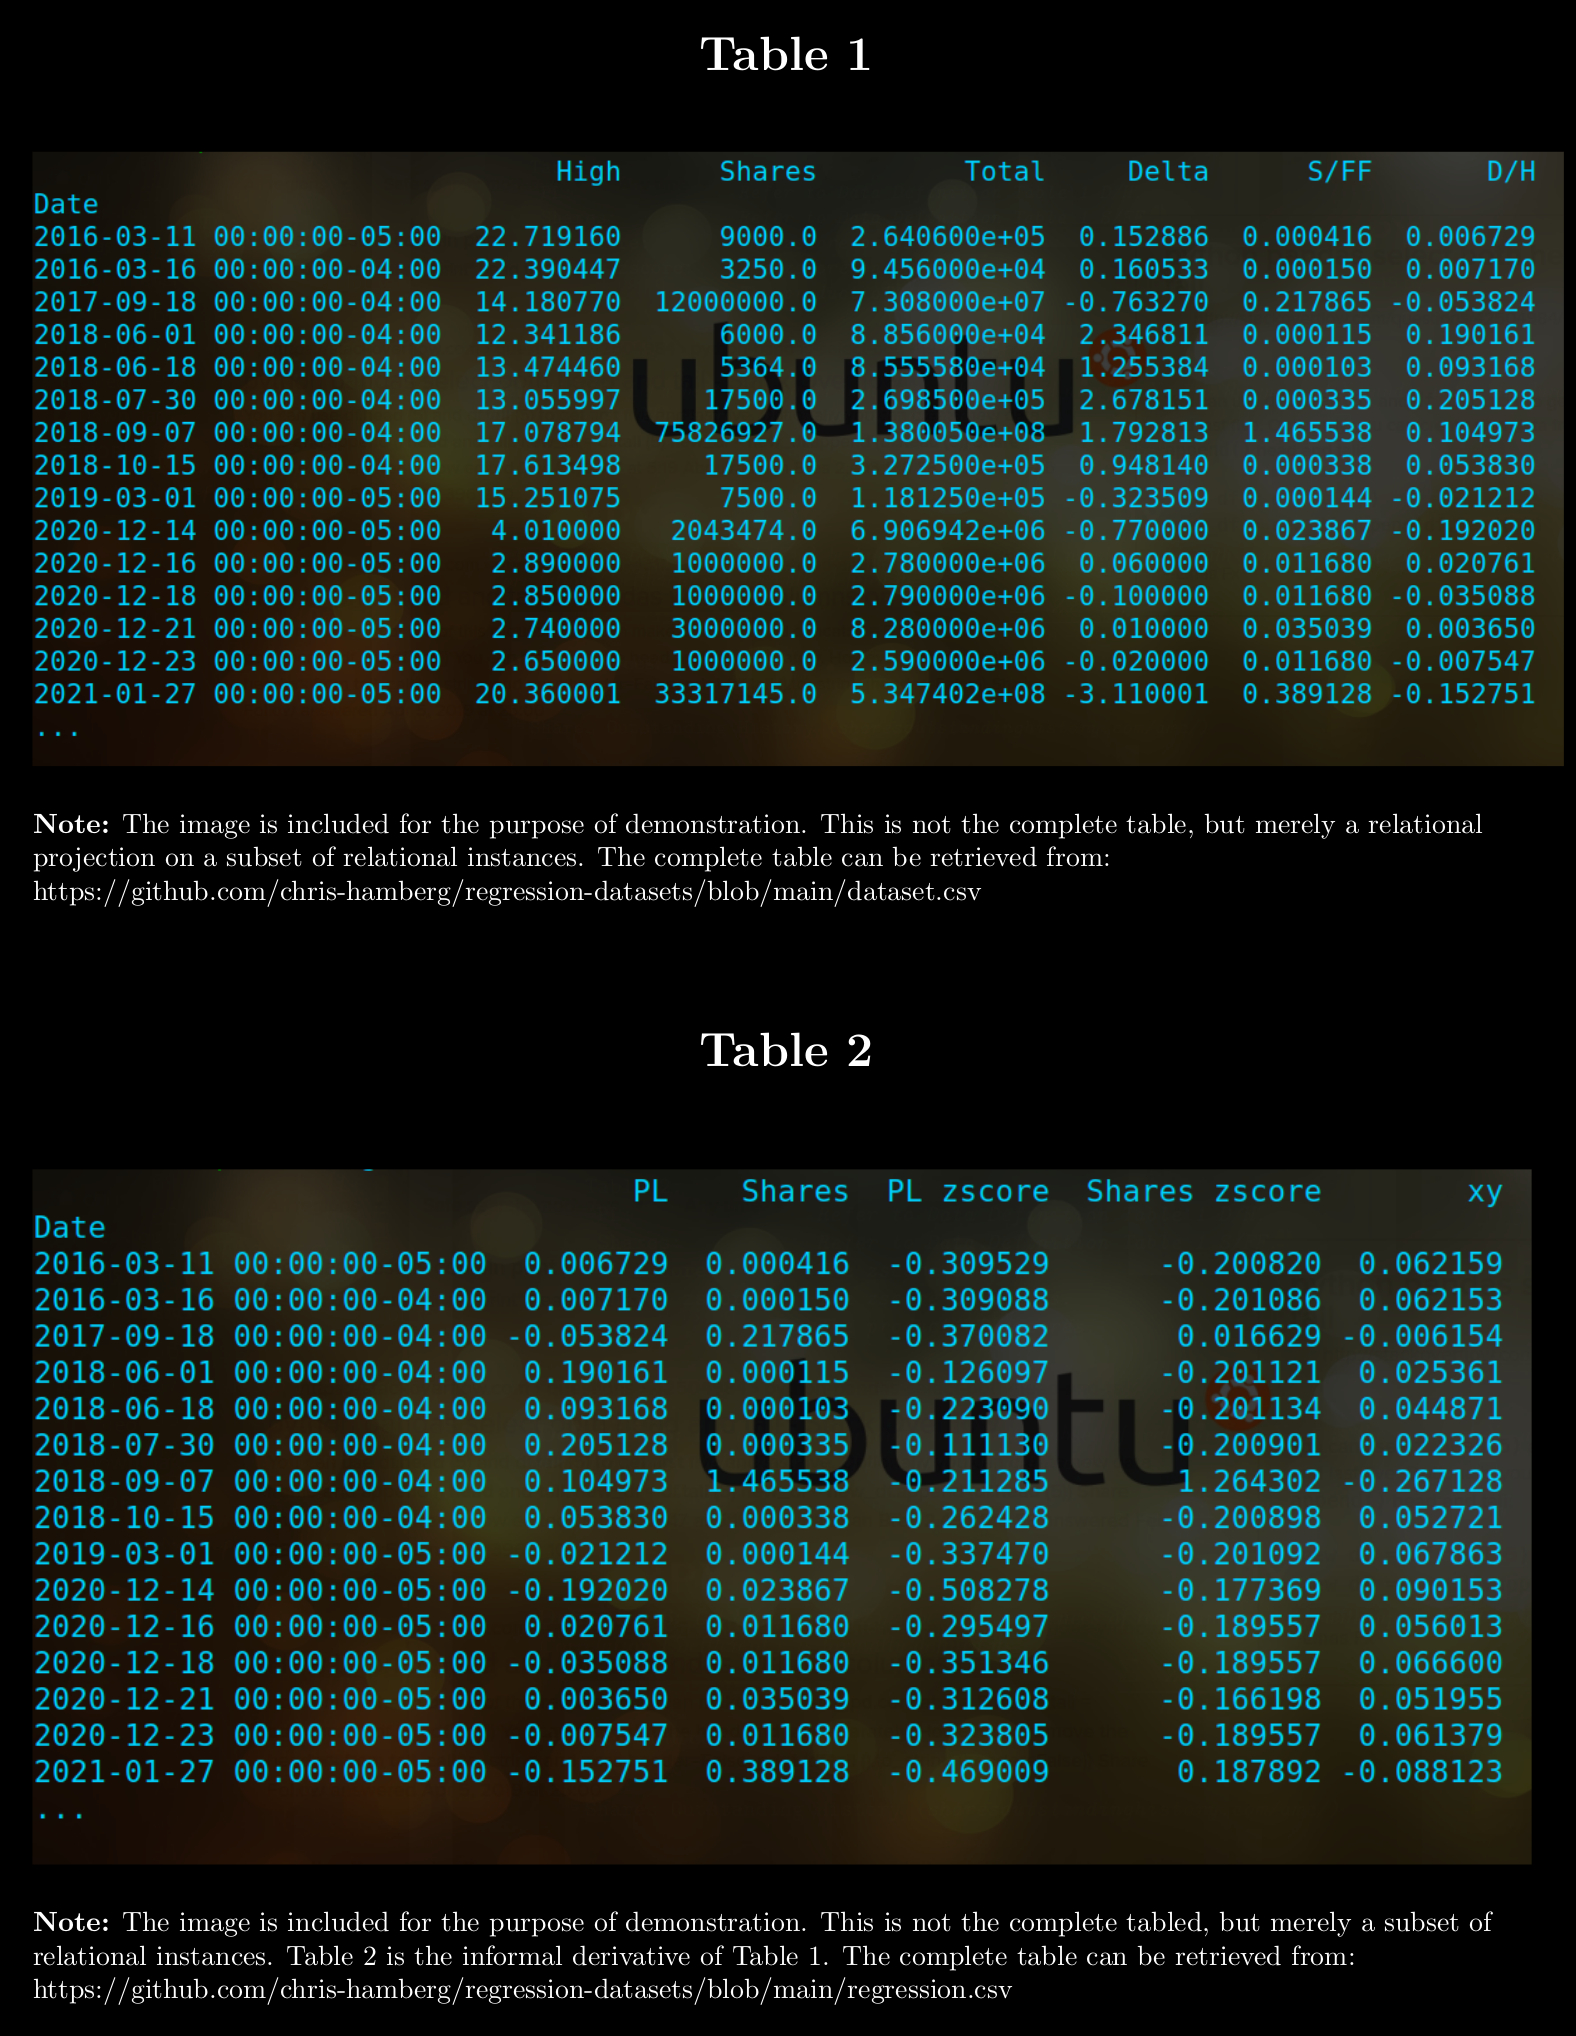 Table 1
High Shares Total Delta S/FF D/H
Date
2016-03-11 00:00:00-05:00 22.719160 9000.0 2.640600e+05 0.152886 0.000416 0.006729
2016-03-16 00:00:00-04:00 22.390447 3250.0 9.456000e+04 0.160533 0.000150 0.007170
2017-09-18 00:00:00-04:00 14.180770 12000000.0 7.308000e+07 -0.763270 0.217865 -0.053824
2018-06-01 00:00:00-04:00 12.341186 6000.0 8.856000e+04 2.346811 0.000115 0.190161
2018-06-18 00:00:00-04:00 13.474460 5364.0 8.555580e+04 1.255384 0.000103 0.093168
2018-07-30 00:00:00-04:00 13.055997 17500.0 2.698500e+05 2.678151 0.000335 0.205128
2018-09-07 00:00:00-04:00 17.078794 75826927.0 1.380050e+08 1.792813 1.465538 0.104973
2018-10-15 00:00:00-04:00 17.613498 17500.0 3.272500e+05 0.948140 0.000338 0.053830
2019-03-01 00:00:00-05:00 15.251075 7500.0 1.181250e+05 -0.323509 0.000144 -0.021212
2020-12-14 00:00:00-05:00 4.010000 2043474.0 6.906942e+06 -0.770000 0.023867 -0.192020
2020-12-16 00:00:00-05:00 2.890000 1000000.0 2.780000e+06 0.060000 0.011680 0.020761
2020-12-18 00:00:00-05:00 2.850000 1000000.0 2.790000e+06 -0.100000 0.011680 -0.035088
2020-12-21 00:00:00-05:00 2.740000 3000000.0 8.280000e+06 0.010000 0.035039 0.003650
2020-12-23 00:00:00-05:00 2.650000 1000000.0 2.590000e+06 -0.020000 0.011680 -0.007547
2021-01-27 00:00:00-05:00 20.360001 33317145.0 5.347402e+08 -3.110001 0.389128 -0.152751
...
ubuntu
Note: The image is included for the purpose of demonstration. This is not the complete table, but merely a relational
projection on a subset of relational instances. The complete table can be retrieved from:
https://github.com/chris-hamberg/regression-datasets/blob/main/dataset.csv
Table 2
PL Shares PL zscore Shares zscore xy
Date
2016-03-11 00:00:00-05:00 0.006729 0.000416 -0.309529 -0.200820 0.062159
2016-03-16 00:00:00-04:00 0.007170 0.000150 -0.309088 -0.201086 0.062153
2017-09-18 00:00:00-04:00 -0.053824 0.217865 -0.370082 0.016629 -0.006154
2018-06-01 00:00:00-04:00 0.190161 0.000115 -0.126097 -0.201121 0.025361
2018-06-18 00:00:00-04:00 0.093168 0.000103 -0.223090 -0.201134 0.044871
2018-07-30 00:00:00-04:00 0.205128 0.000335 -0.111130 -0.200901 0.022326
2018-09-07 00:00:00-04:00 0.104973 1.465538 -0.211285 1.264302 -0.267128
2018-10-15 00:00:00-04:00 0.053830 0.000338 -0.262428 -0.200898 0.052721
2019-03-01 00:00:00-05:00 -0.021212 0.000144 -0.337470 -0.201092 0.067863
2020-12-14 00:00:00-05:00 -0.192020 0.023867 -0.508278 -0.177369 0.090153
2020-12-16 00:00:00-05:00 0.020761 0.011680 -0.295497 -0.189557 0.056013
2020-12-18 00:00:00-05:00 -0.035088 0.011680 -0.351346 -0.189557 0.066600
2020-12-21 00:00:00-05:00 0.003650 0.035039 -0.312608 -0.166198 0.051955
2020-12-23 00:00:00-05:00 -0.007547 0.011680 -0.323805 -0.189557 0.061379
2021-01-27 00:00:00-05:00 -0.152751 0.389128 -0.469009 0.187892 -0.088123
...
ubuntu
Note: The image is included for the purpose of demonstration. This is not the complete tabled, but merely a subset of
relational instances. Table 2 is the informal derivative of Table 1. The complete table can be retrieved from:
https://github.com/chris-hamberg/regression-datasets/blob/main/regression.csv